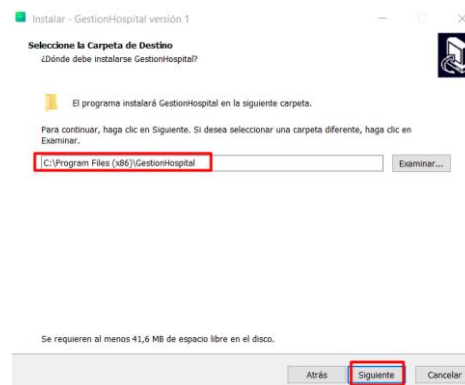 Instalar - GestionHospital versión 1
Seleccione la Carpeta de Destino
¿Dónde debe instalarse GestionHospital?
El programa instalará GestionHospital en la siguiente carpeta.
Para continuar, haga clic en Siguiente. Si desea seleccionar una carpeta diferente, haga clic en
Examinar.
C:\Program Files (x86)\GestionHospital
Examinar...
Se requieren al menos 41,6 MB de espacio libre en el disco.
Atrás
Siguiente
Cancelar